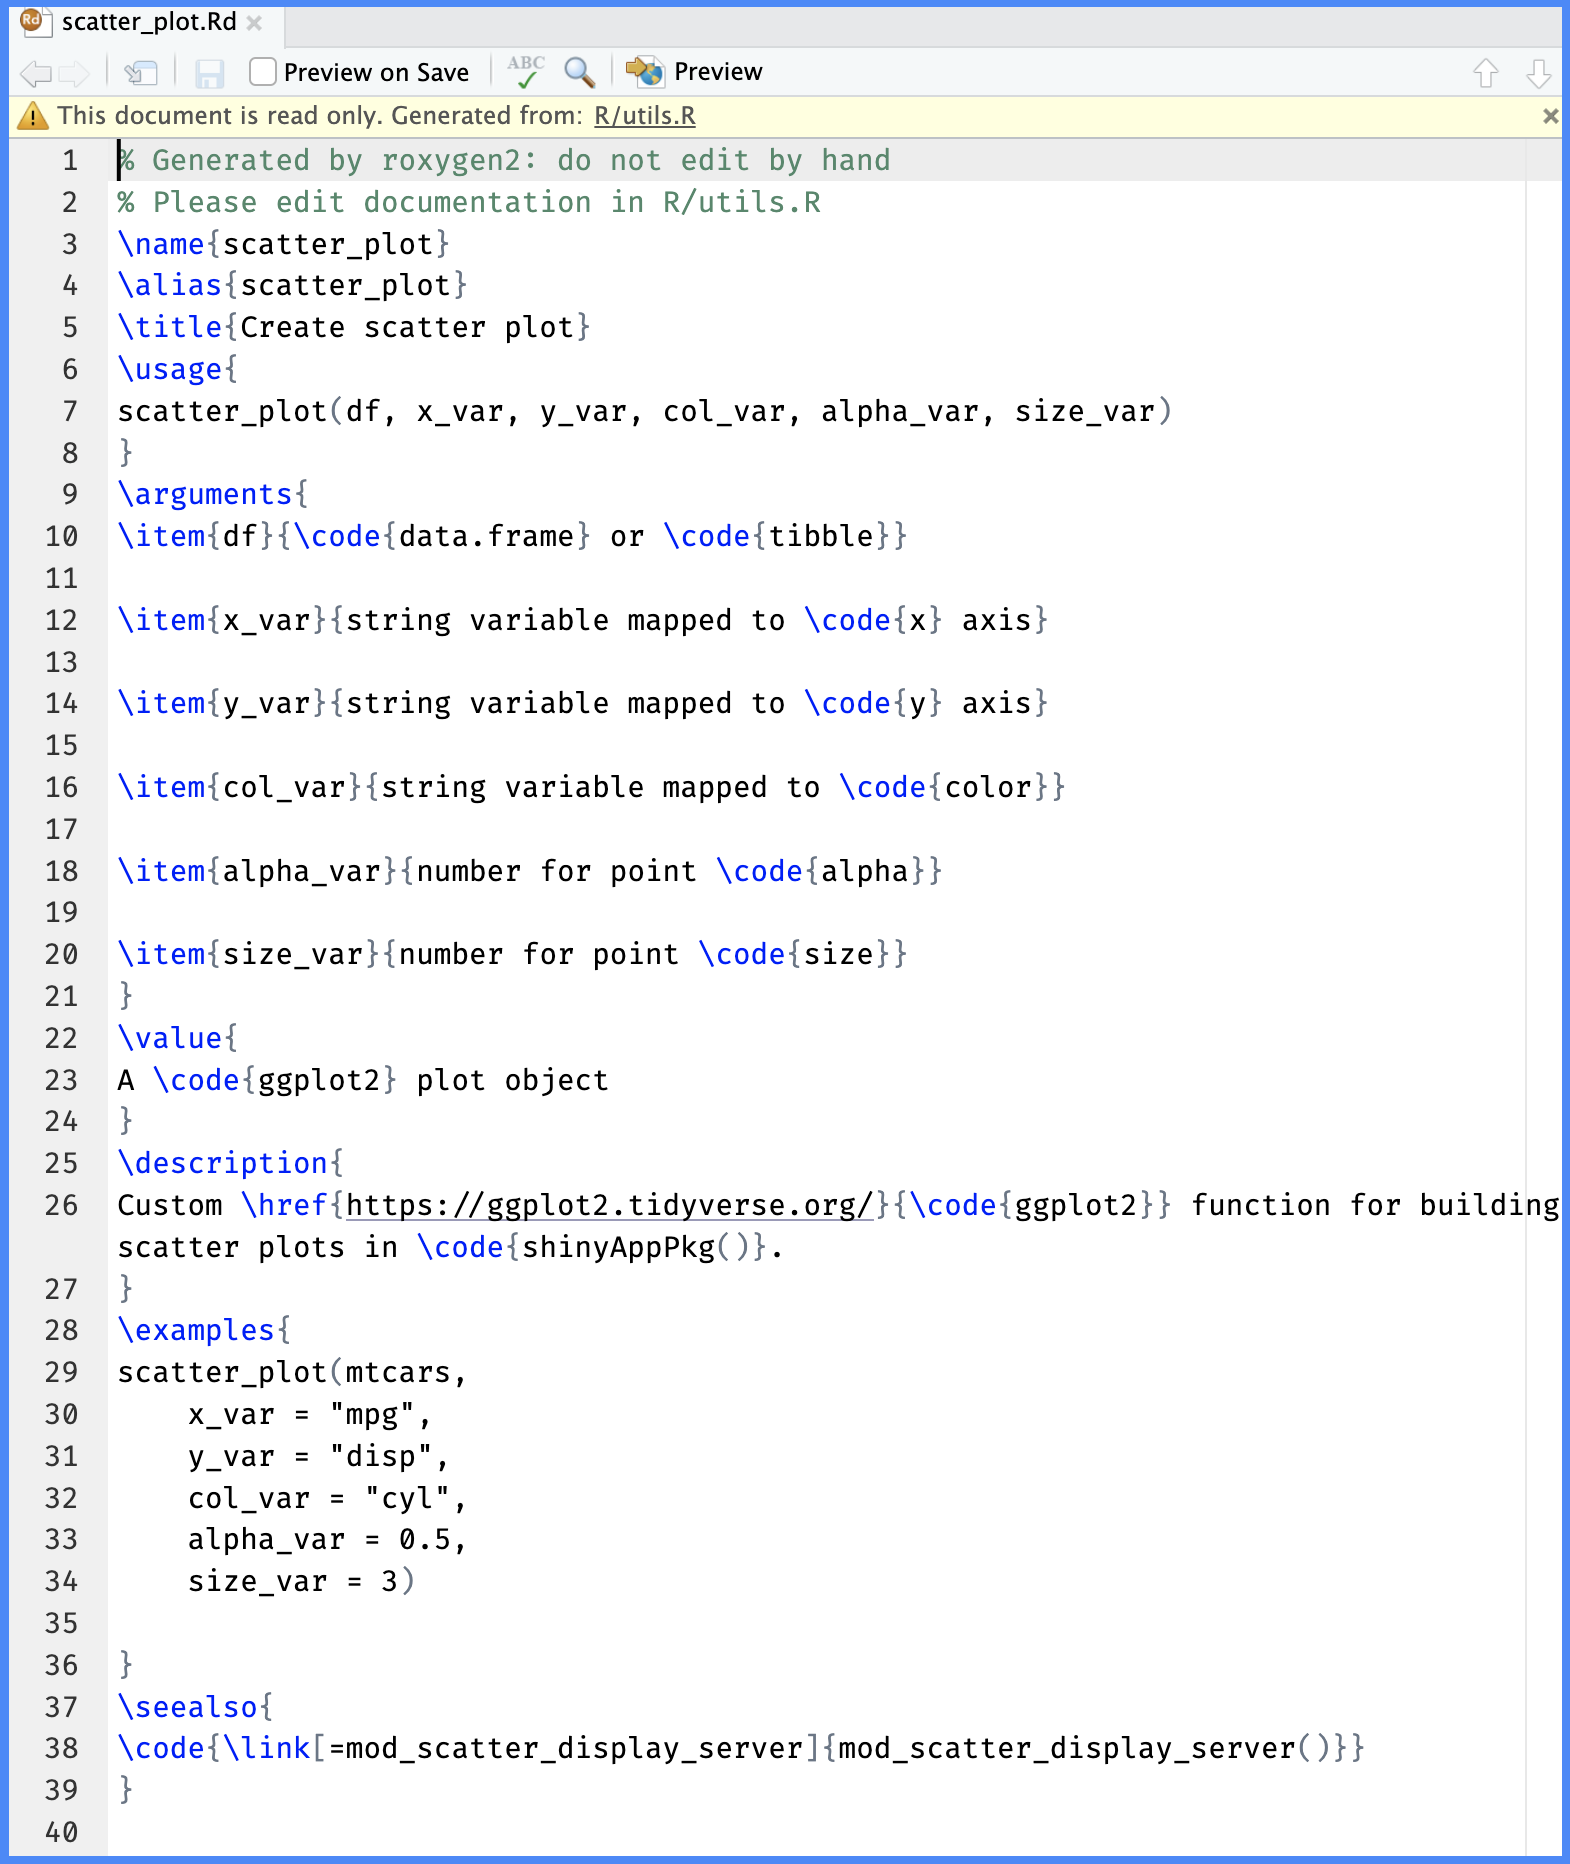 Rd scatter_plot.Rd
Preview on Save ABC Preview
This document is read only. Generated from: R/utils.R
1 % Generated by roxygen2: do not edit by hand
2 % Please edit documentation in R/utils.R
3 \name{scatter_plot}
4 \alias{scatter_plot}
5 \title{Create scatter plot}
6 \usage{
7 scatter_plot(df, x_var, y_var, col_var, alpha_var, size_var)
8 }
9 \arguments{
10 \item{df}{\code{data.frame} or \code{tibble}}
11
12 \item{x_var}{string variable mapped to \code{x} axis}
13
14 \item{y_var}{string variable mapped to \code{y} axis}
15
16 \item{col_var}{string variable mapped to \code{color}}
17
18 \item{alpha_var}{number for point \code{alpha}}
19
20 \item{size_var}{number for point \code{size}}
21 }
22 \value{
23 A \code{ggplot2} plot object
24 }
25 \description{
26 Custom \href{https://ggplot2.tidyverse.org/}{\code{ggplot2}} function for building
scatter plots in \code{shinyAppPkg()}.
27 }
28 \examples{
29 scatter_plot(mtcars,
30     x_var = "mpg",
31     y_var = "disp",
32     col_var = "cyl",
33     alpha_var = 0.5,
34     size_var = 3)
35
36 }
37 \seealso{
38 \code{\link[=mod_scatter_display_server]{mod_scatter_display_server()}}
39 }
40